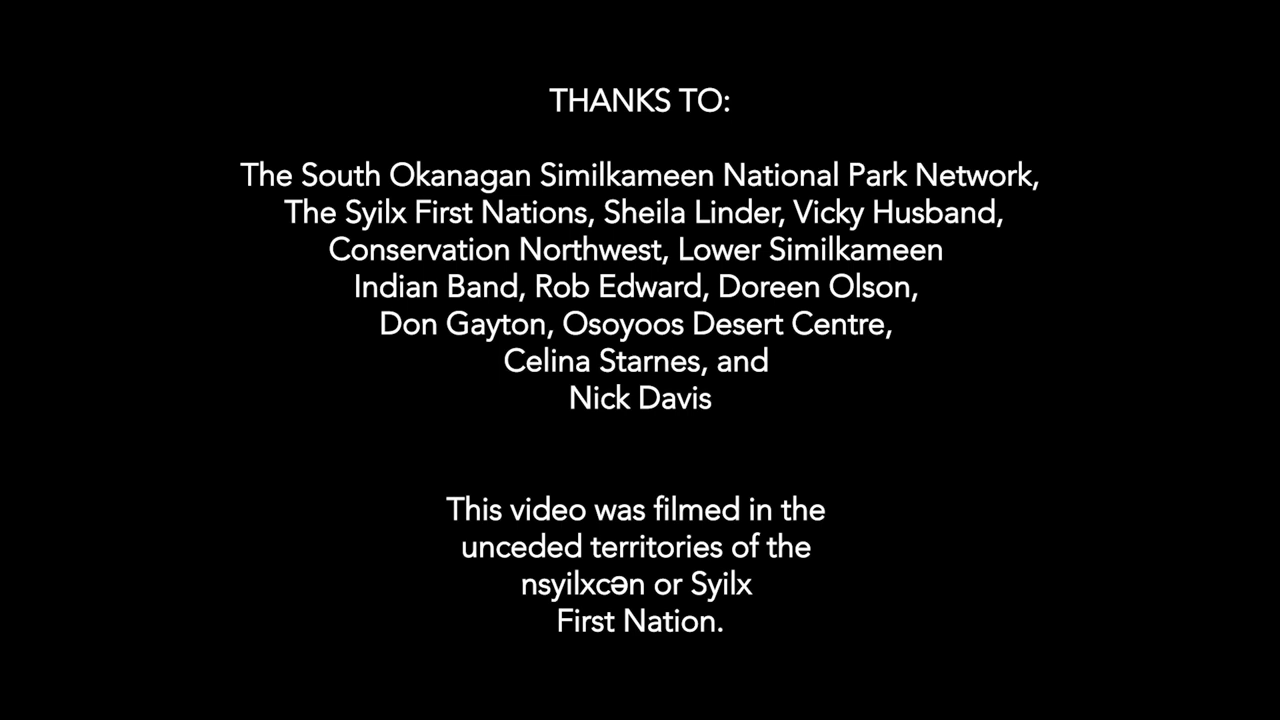 THANKS TO:
The South Okanagan Similkameen National Park Network,
The Syilx First Nations, Sheila Linder, Vicky Husband,
Conservation Northwest, Lower Similkameen
Indian Band, Rob Edward, Doreen Olson,
Don Gayton, Osoyoos Desert Centre,
Celina Starnes, and
Nick Davis
This video was filmed in the
unceded territories of the
nsyilxcən or Syilx
First Nation.